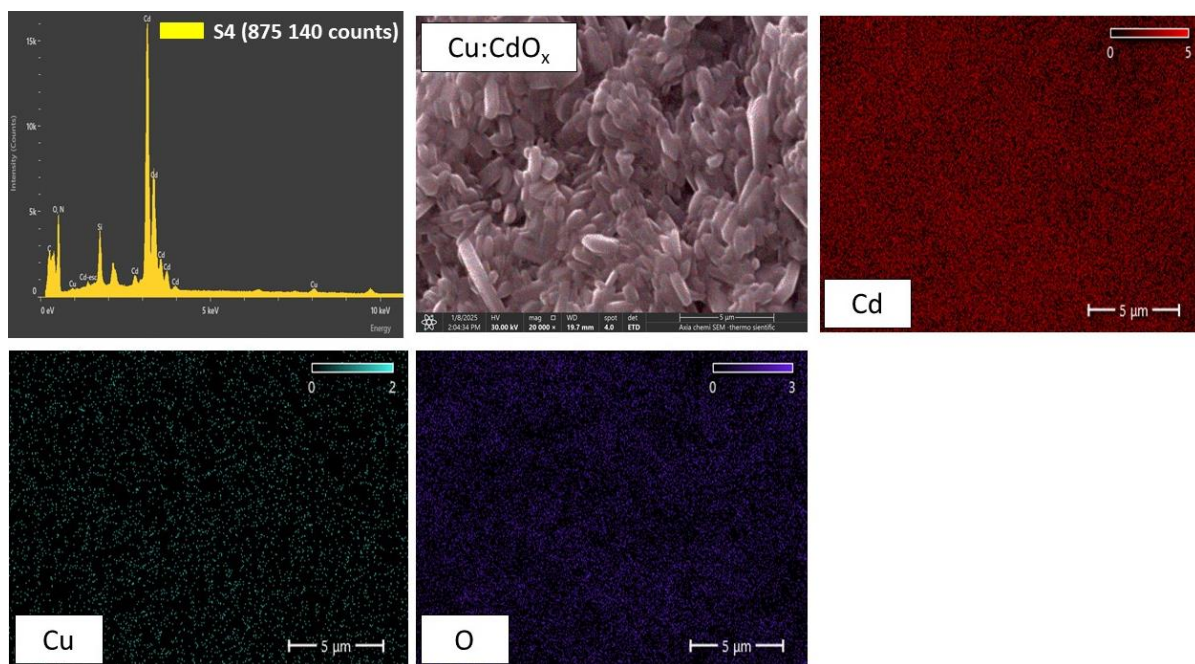 S4 (875 140 counts)
Cd
15k
10k
5k
0
Intensity (Counts)
O, N
C
Cu
Cd-esc
Si
Cd
Cd
Cd
Cd
Cd
Cu
0 eV
5 keV
10 keV
Energy
Cu:CdOx
1/8/2025
2:04:34 PM
HV
30.00 kV
mag
20 000 ×
WD
19.7 mm
spot
4.0
det
ETD
5 µm
Axia chemi SEM -thermo sientific
0 5
Cd
5 µm
0 2
Cu
5 µm
0 3
O
5 µm